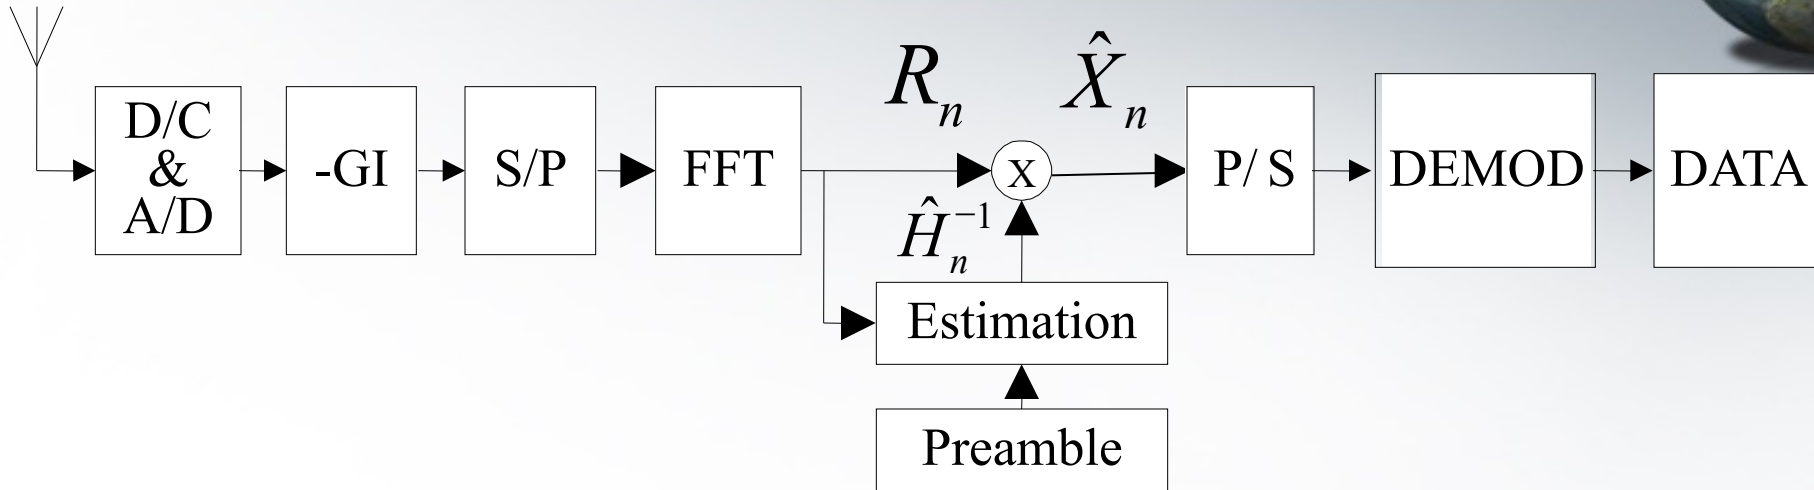 D/C
&
A/D
-GI
S/P
FFT
R_n
X̂_n
X
Ĥ_n^{-1}
P/ S
DEMOD
DATA
Estimation
Preamble